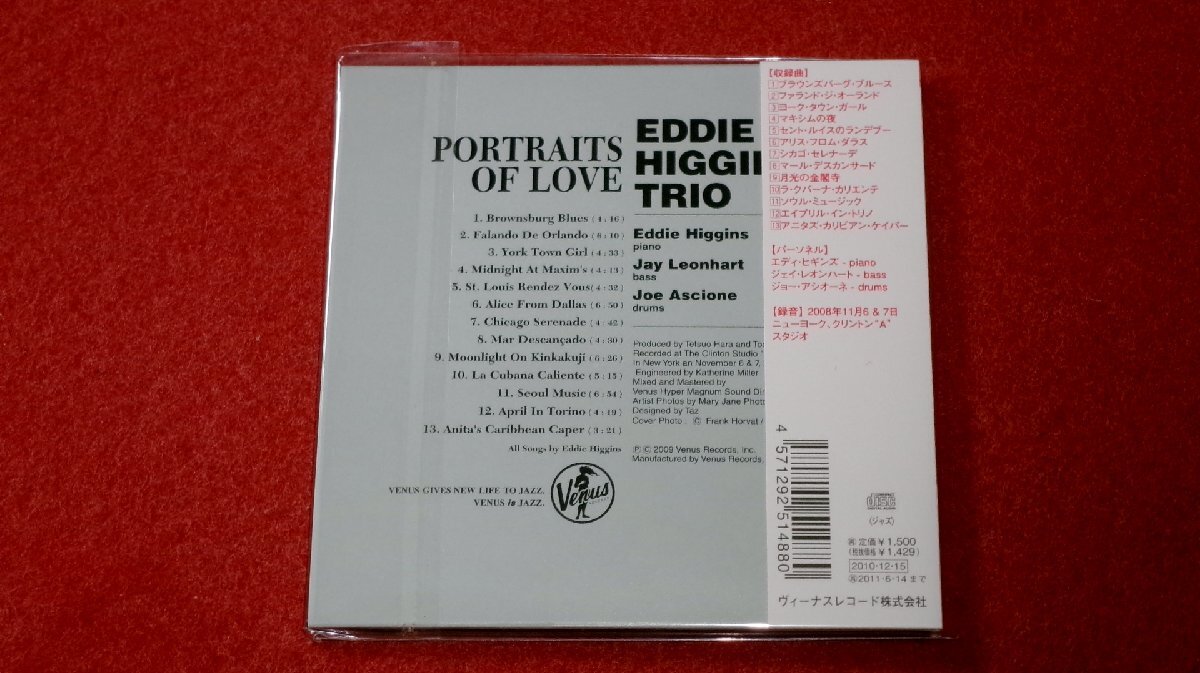 PORTRAITS
OF LOVE
1. Brownsburg Blues (4:16)
2. Falando De Orlando (8:10)
3. York Town Girl (4:33)
4. Midnight At Maxim's (4:13)
5. St. Louis Rendez Vous (4:32)
6. Alice From Dallas (6:50)
7. Chicago Serenade (4:42)
8. Mar Descançado (4:30)
9. Moonlight On Kinkakuji (6:26)
10. La Cubana Caliente (5:15)
11. Seoul Music (6:54)
12. April In Torino (4:19)
13. Anita's Caribbean Caper (3:21)
All Songs by Eddie Higgins
VENUS GIVES NEW LIFE TO JAZZ.
VENUS is JAZZ.
Venus
EDDIE
HIGGIN
TRIO
Eddie Higgins
piano
Jay Leonhart
bass
Joe Ascione
drums
Produced by Tetsuo Hara and To
Recorded at The Clinton Studio "
In New York an November 6 & 7,
Engineered by Katherine Miller
Mixed and Mastered by
Venus Hyper Magnum Sound Dir
Artist Photos by Mary Jane Photo
Designed by Taz
Cover Photo : © Frank Horvat /
℗ © 2009 Venus Records, Inc.
Manufactured by Venus Records,
【収録曲】
1 ブラウンズバーグ・ブルース
2 ファランド・ジ・オーランド
3 ヨーク・タウン・ガール
4 マキシムの夜
5 セント・ルイスのランデブー
6 アリス・フロム・ダラス
7 シカゴ・セレナーデ
8 マール・デスカンサード
9 月光の金閣寺
10 ラ・クバーナ・カリエンテ
11 ソウル・ミュージック
12 エイプリル・イン・トリノ
13 アニタズ・カリビアン・ケイパー
【パーソネル】
エディ・ヒギンズ - piano
ジェイ・レオンハート - bass
ジョー・アシオーネ - drums
【録音】2008年11月6 & 7日
ニューヨーク、クリントン"A"
スタジオ
4 571292 514880
COMPACT
disc
DIGITAL AUDIO
(ジャズ)
再 定価¥1,500
(税抜価格¥1,429)
2010・12・15
再2011・6・14まで
ヴィーナスレコード株式会社